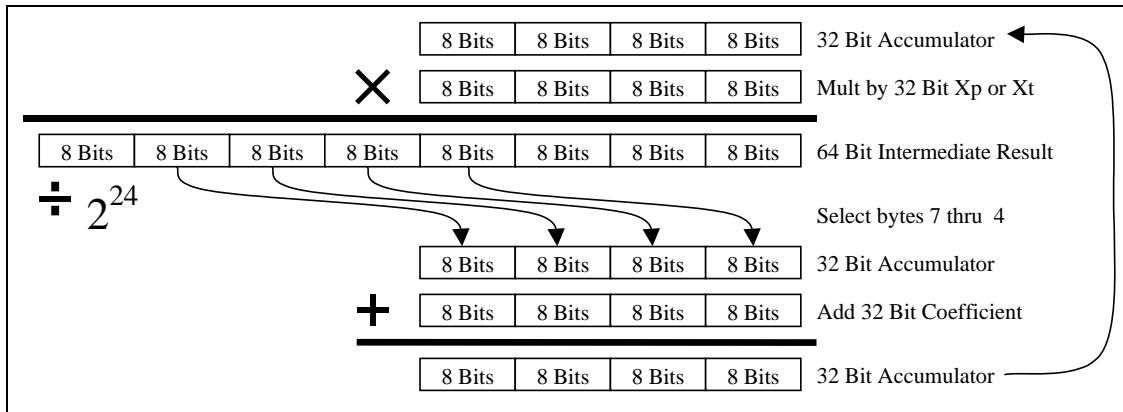 8 Bits 8 Bits 8 Bits 8 Bits 32 Bit Accumulator
× 8 Bits 8 Bits 8 Bits 8 Bits Mult by 32 Bit Xp or Xt
8 Bits 8 Bits 8 Bits 8 Bits 8 Bits 8 Bits 8 Bits 8 Bits 64 Bit Intermediate Result
÷ 2²⁴ Select bytes 7 thru 4
8 Bits 8 Bits 8 Bits 8 Bits 32 Bit Accumulator
+ 8 Bits 8 Bits 8 Bits 8 Bits Add 32 Bit Coefficient
8 Bits 8 Bits 8 Bits 8 Bits 32 Bit Accumulator